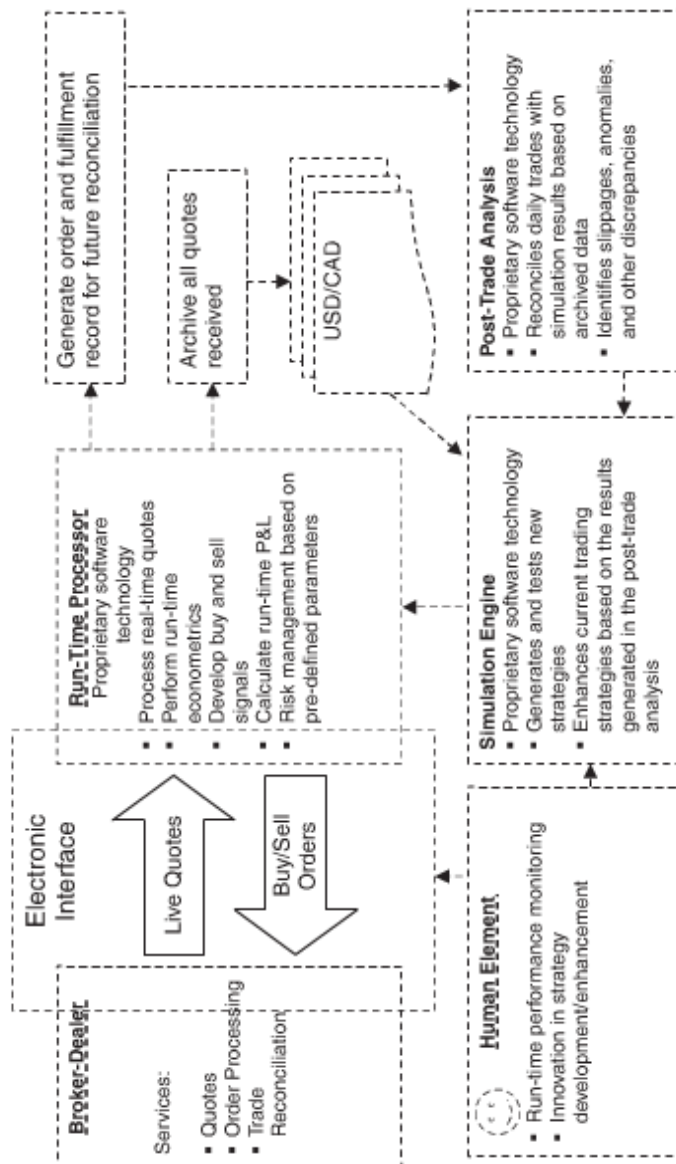 Broker-Dealer
Services:
▪ Quotes
▪ Order Processing
▪ Trade
Reconciliation
Electronic
Interface
Live Quotes
Buy/Sell
Orders
Run-Time Processor
Proprietary software
technology
▪ Process real-time quotes
▪ Perform run-time
econometrics
▪ Develop buy and sell
signals
▪ Calculate run-time P&L
▪ Risk management based on
pre-defined parameters
Generate order and fulfillment
record for future reconciliation
Archive all quotes
received
USD/CAD
Human Element
▪ Run-time performance monitoring
▪ Innovation in strategy
development/enhancement
Simulation Engine
▪ Proprietary software technology
▪ Generates and tests new
strategies
▪ Enhances current trading
strategies based on the results
generated in the post-trade
analysis
Post-Trade Analysis
▪ Proprietary software technology
▪ Reconciles daily trades with
simulation results based on
archived data
▪ Identifies slippages, anomalies,
and other discrepancies